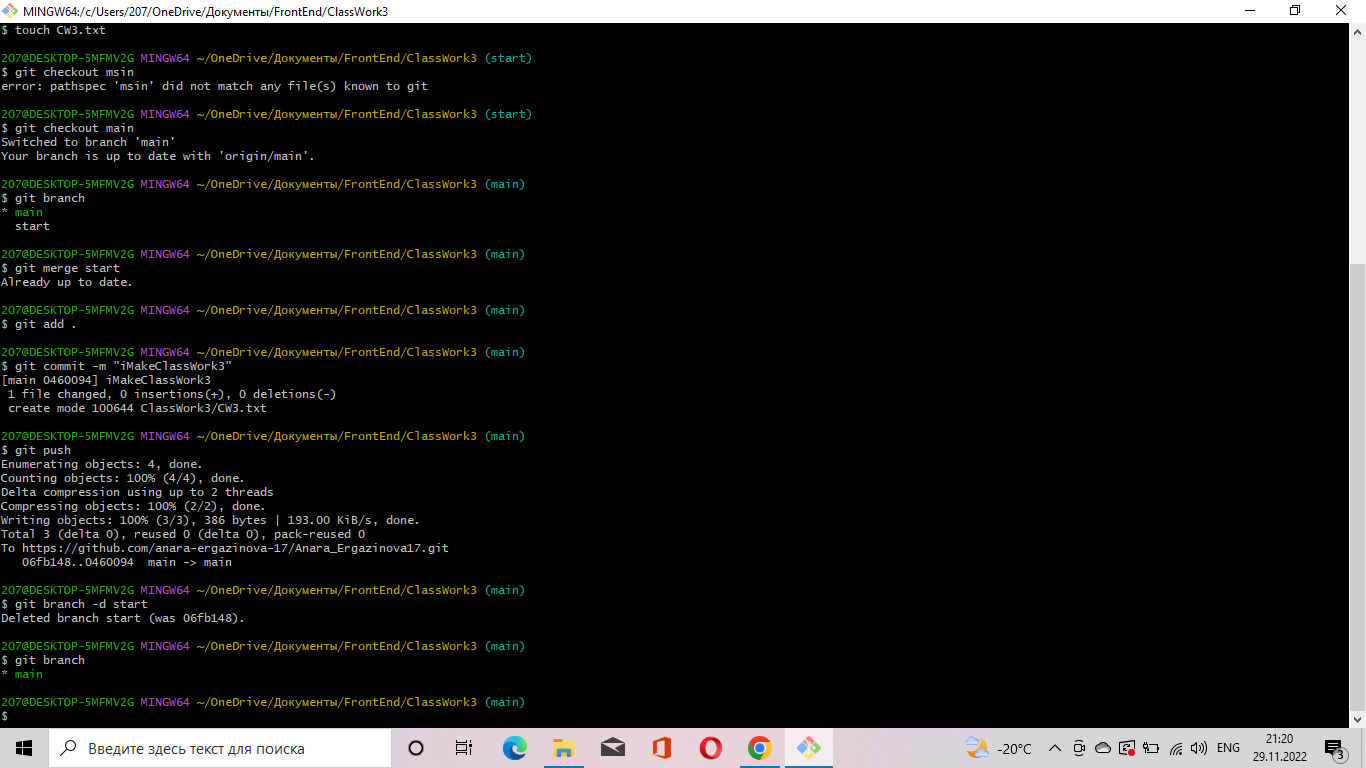 MINGW64:/c/Users/207/OneDrive/Документы/FrontEnd/ClassWork3
$ touch CW3.txt
207@DESKTOP-5MFMV2G MINGW64 ~/OneDrive/Документы/FrontEnd/ClassWork3 (start)
$ git checkout msin
error: pathspec 'msin' did not match any file(s) known to git
207@DESKTOP-5MFMV2G MINGW64 ~/OneDrive/Документы/FrontEnd/ClassWork3 (start)
$ git checkout main
Switched to branch 'main'
Your branch is up to date with 'origin/main'.
207@DESKTOP-5MFMV2G MINGW64 ~/OneDrive/Документы/FrontEnd/ClassWork3 (main)
$ git branch
* main
  start
207@DESKTOP-5MFMV2G MINGW64 ~/OneDrive/Документы/FrontEnd/ClassWork3 (main)
$ git merge start
Already up to date.
207@DESKTOP-5MFMV2G MINGW64 ~/OneDrive/Документы/FrontEnd/ClassWork3 (main)
$ git add .
207@DESKTOP-5MFMV2G MINGW64 ~/OneDrive/Документы/FrontEnd/ClassWork3 (main)
$ git commit -m "iMakeClassWork3"
[main 0460094] iMakeClassWork3
 1 file changed, 0 insertions(+), 0 deletions(-)
 create mode 100644 ClassWork3/CW3.txt
207@DESKTOP-5MFMV2G MINGW64 ~/OneDrive/Документы/FrontEnd/ClassWork3 (main)
$ git push
Enumerating objects: 4, done.
Counting objects: 100% (4/4), done.
Delta compression using up to 2 threads
Compressing objects: 100% (2/2), done.
Writing objects: 100% (3/3), 386 bytes | 193.00 KiB/s, done.
Total 3 (delta 0), reused 0 (delta 0), pack-reused 0
To https://github.com/anara-ergazinova-17/Anara_Ergazinova17.git
   06fb148..0460094  main -> main
207@DESKTOP-5MFMV2G MINGW64 ~/OneDrive/Документы/FrontEnd/ClassWork3 (main)
$ git branch -d start
Deleted branch start (was 06fb148).
207@DESKTOP-5MFMV2G MINGW64 ~/OneDrive/Документы/FrontEnd/ClassWork3 (main)
$ git branch
* main
207@DESKTOP-5MFMV2G MINGW64 ~/OneDrive/Документы/FrontEnd/ClassWork3 (main)
$
Введите здесь текст для поиска
-20°C
ENG
21:20
29.11.2022
3